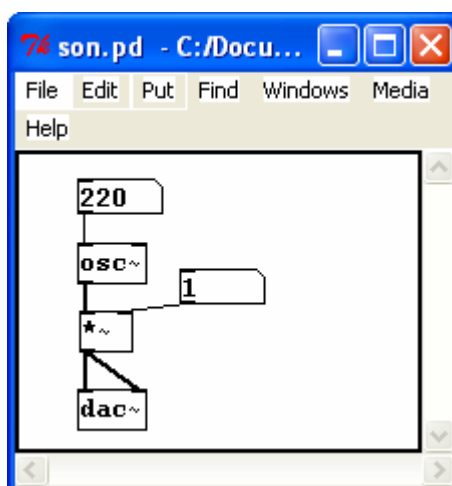 son.pd - C:/Docu...
File Edit Put Find Windows Media
Help
220
osc~
1
*~
dac~